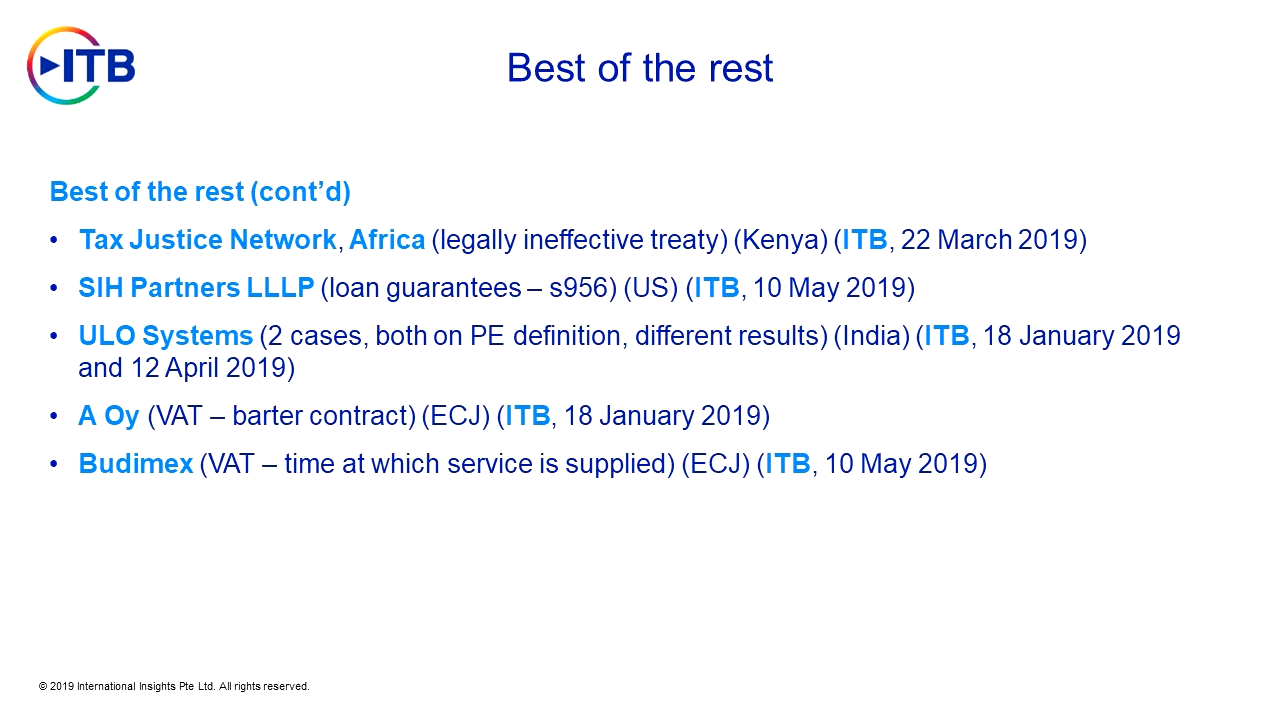 ITB
Best of the rest
Best of the rest (cont’d)
• Tax Justice Network, Africa (legally ineffective treaty) (Kenya) (ITB, 22 March 2019)
• SIH Partners LLLP (loan guarantees – s956) (US) (ITB, 10 May 2019)
• ULO Systems (2 cases, both on PE definition, different results) (India) (ITB, 18 January 2019
and 12 April 2019)
• A Oy (VAT – barter contract) (ECJ) (ITB, 18 January 2019)
• Budimex (VAT – time at which service is supplied) (ECJ) (ITB, 10 May 2019)
© 2019 International Insights Pte Ltd. All rights reserved.